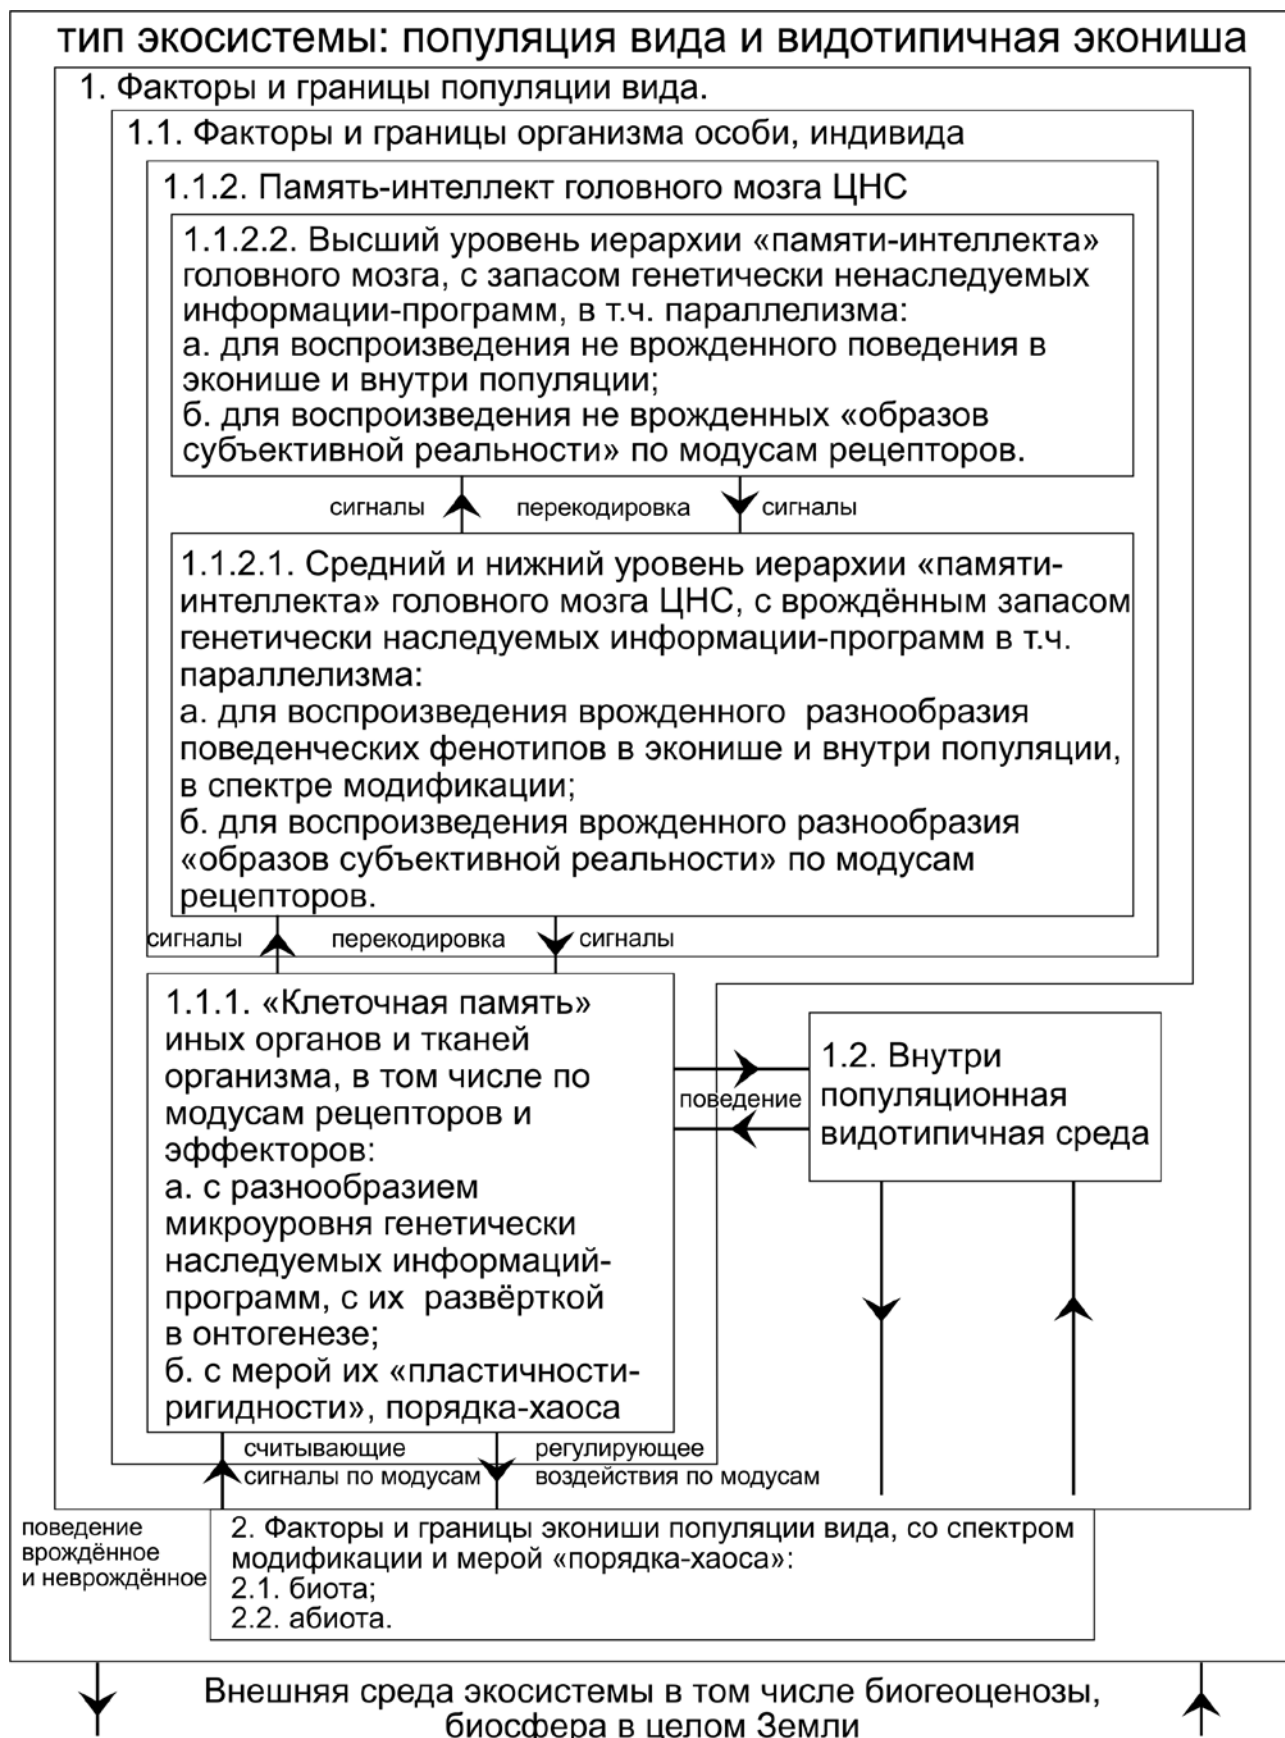 тип экосистемы: популяция вида и видотипичная экониша
1. Факторы и границы популяции вида.
1.1. Факторы и границы организма особи, индивида
1.1.2. Память-интеллект головного мозга ЦНС
1.1.2.2. Высший уровень иерархии «памяти-интеллекта»
головного мозга, с запасом генетически ненаследуемых
информации-программ, в т.ч. параллелизма:
а. для воспроизведения не врожденного поведения в
эконише и внутри популяции;
б. для воспроизведения не врожденных «образов
субъективной реальности» по модусам рецепторов.
сигналы перекодировка сигналы
1.1.2.1. Средний и нижний уровень иерархии «памяти-
интеллекта» головного мозга ЦНС, с врождённым запасом
генетически наследуемых информации-программ в т.ч.
параллелизма:
а. для воспроизведения врожденного разнообразия
поведенческих фенотипов в эконише и внутри популяции,
в спектре модификации;
б. для воспроизведения врожденного разнообразия
«образов субъективной реальности» по модусам
рецепторов.
сигналы перекодировка сигналы
1.1.1. «Клеточная память»
иных органов и тканей
организма, в том числе по
модусам рецепторов и
эффекторов:
а. с разнообразием
микроуровня генетически
наследуемых информаций-
программ, с их развёрткой
в онтогенезе;
б. с мерой их «пластичности-
ригидности», порядка-хаоса
поведение
1.2. Внутри
популяционная
видотипичная среда
считывающие
сигналы по модусам
регулирующее
воздействия по модусам
поведение
врождённое
и неврождённое
2. Факторы и границы экониши популяции вида, со спектром
модификации и мерой «порядка-хаоса»:
2.1. биота;
2.2. абиота.
Внешняя среда экосистемы в том числе биогеоценозы,
биосфера в целом Земли